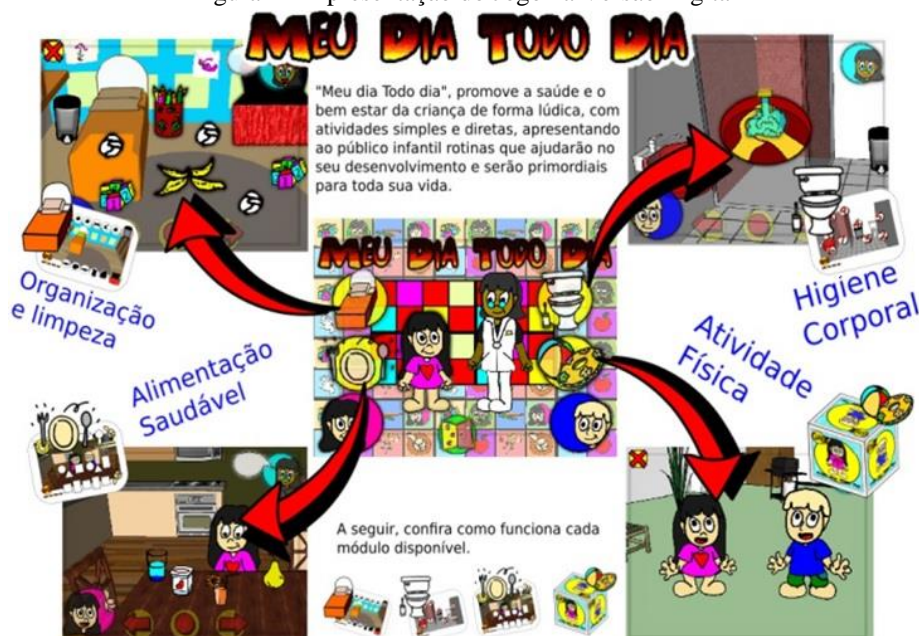 MEU DIA TODO DIA
"Meu dia Todo dia", promove a saúde e o
bem estar da criança de forma lúdica, com
atividades simples e diretas, apresentando
ao público infantil rotinas que ajudarão no
seu desenvolvimento e serão primordiais
para toda sua vida.
MEU DIA TODO DIA
Organização
e limpeza
Higiene
Corporal
Alimentação
Saudável
Atividade
Física
A seguir, confira como funciona cada
módulo disponível.